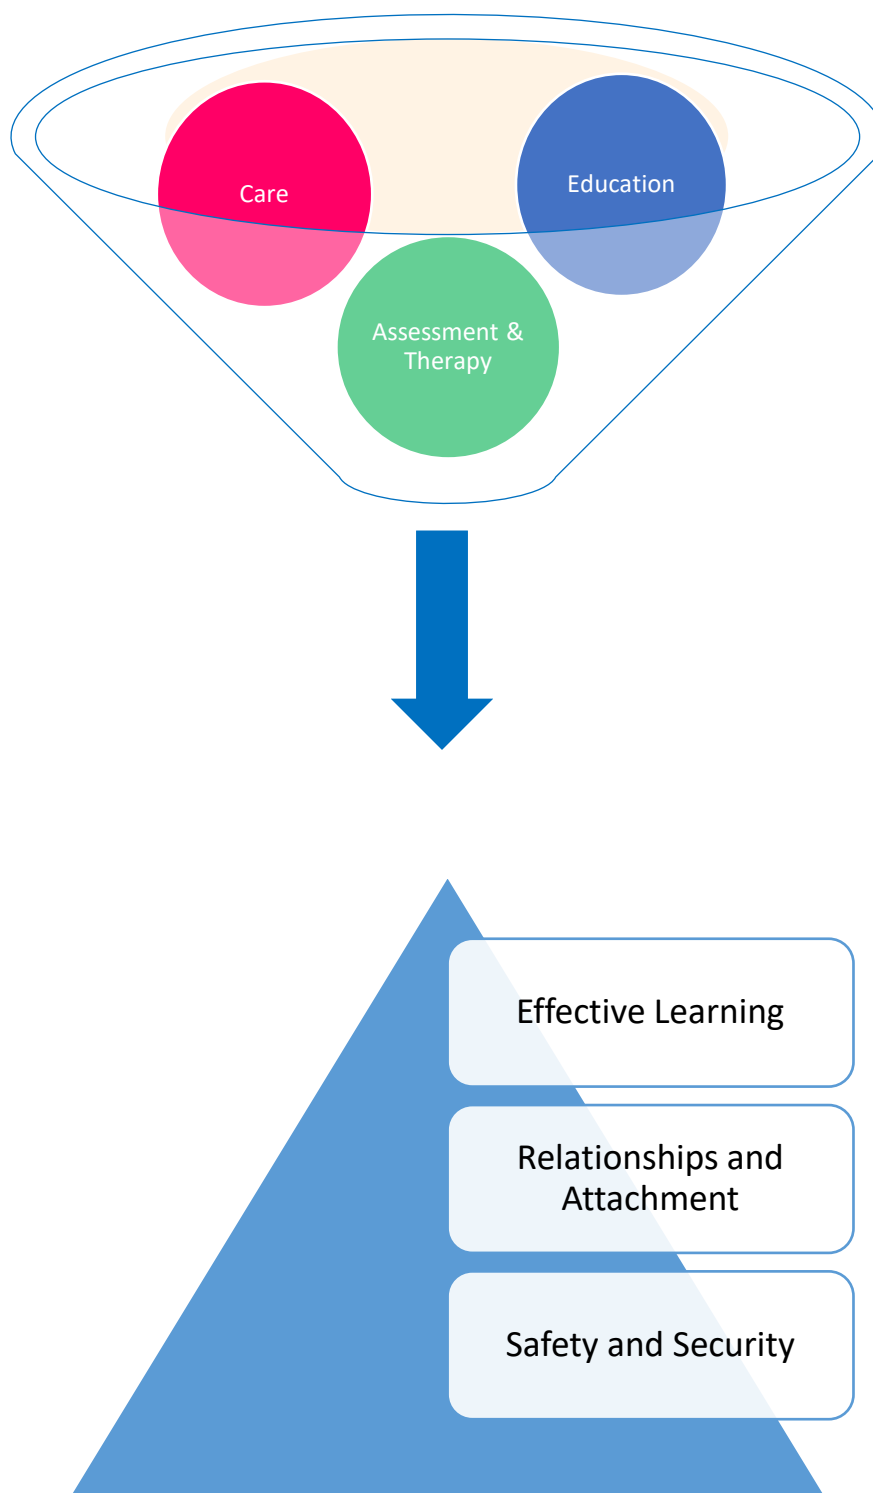 Care
Education
Assessment &
Therapy
Effective Learning
Relationships and
Attachment
Safety and Security